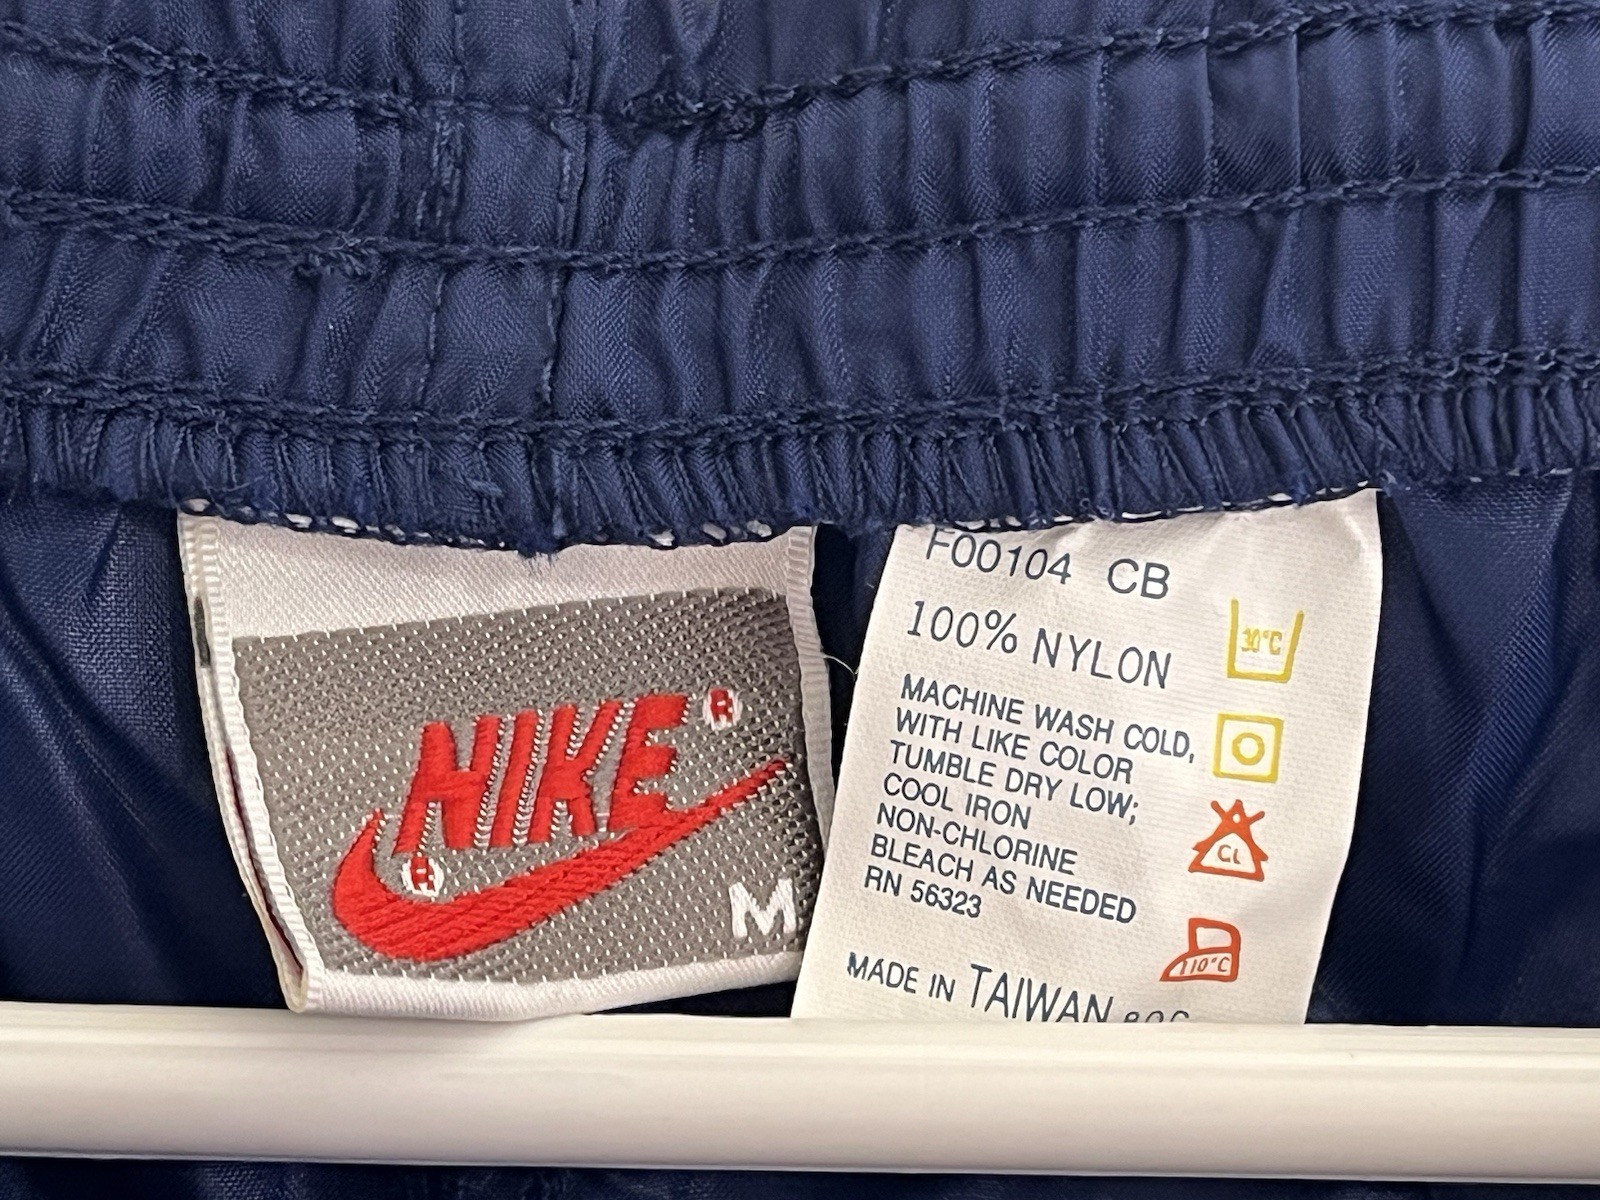 NIKE®
®
M
F00104 CB
100% NYLON
30°C
MACHINE WASH COLD,
WITH LIKE COLOR
TUMBLE DRY LOW;
COOL IRON
NON-CHLORINE
BLEACH AS NEEDED
RN 56323
CL
110°C
MADE IN TAIWAN